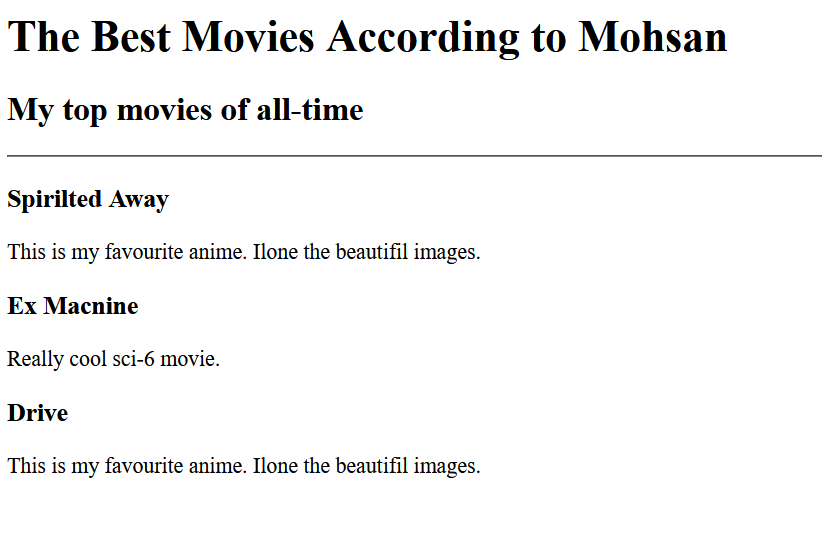 The Best Movies According to Mohsan
My top movies of all-time
Spirilted Away
This is my favourite anime. Ilone the beautifil images.
Ex Macnine
Really cool sci-6 movie.
Drive
This is my favourite anime. Ilone the beautifil images.